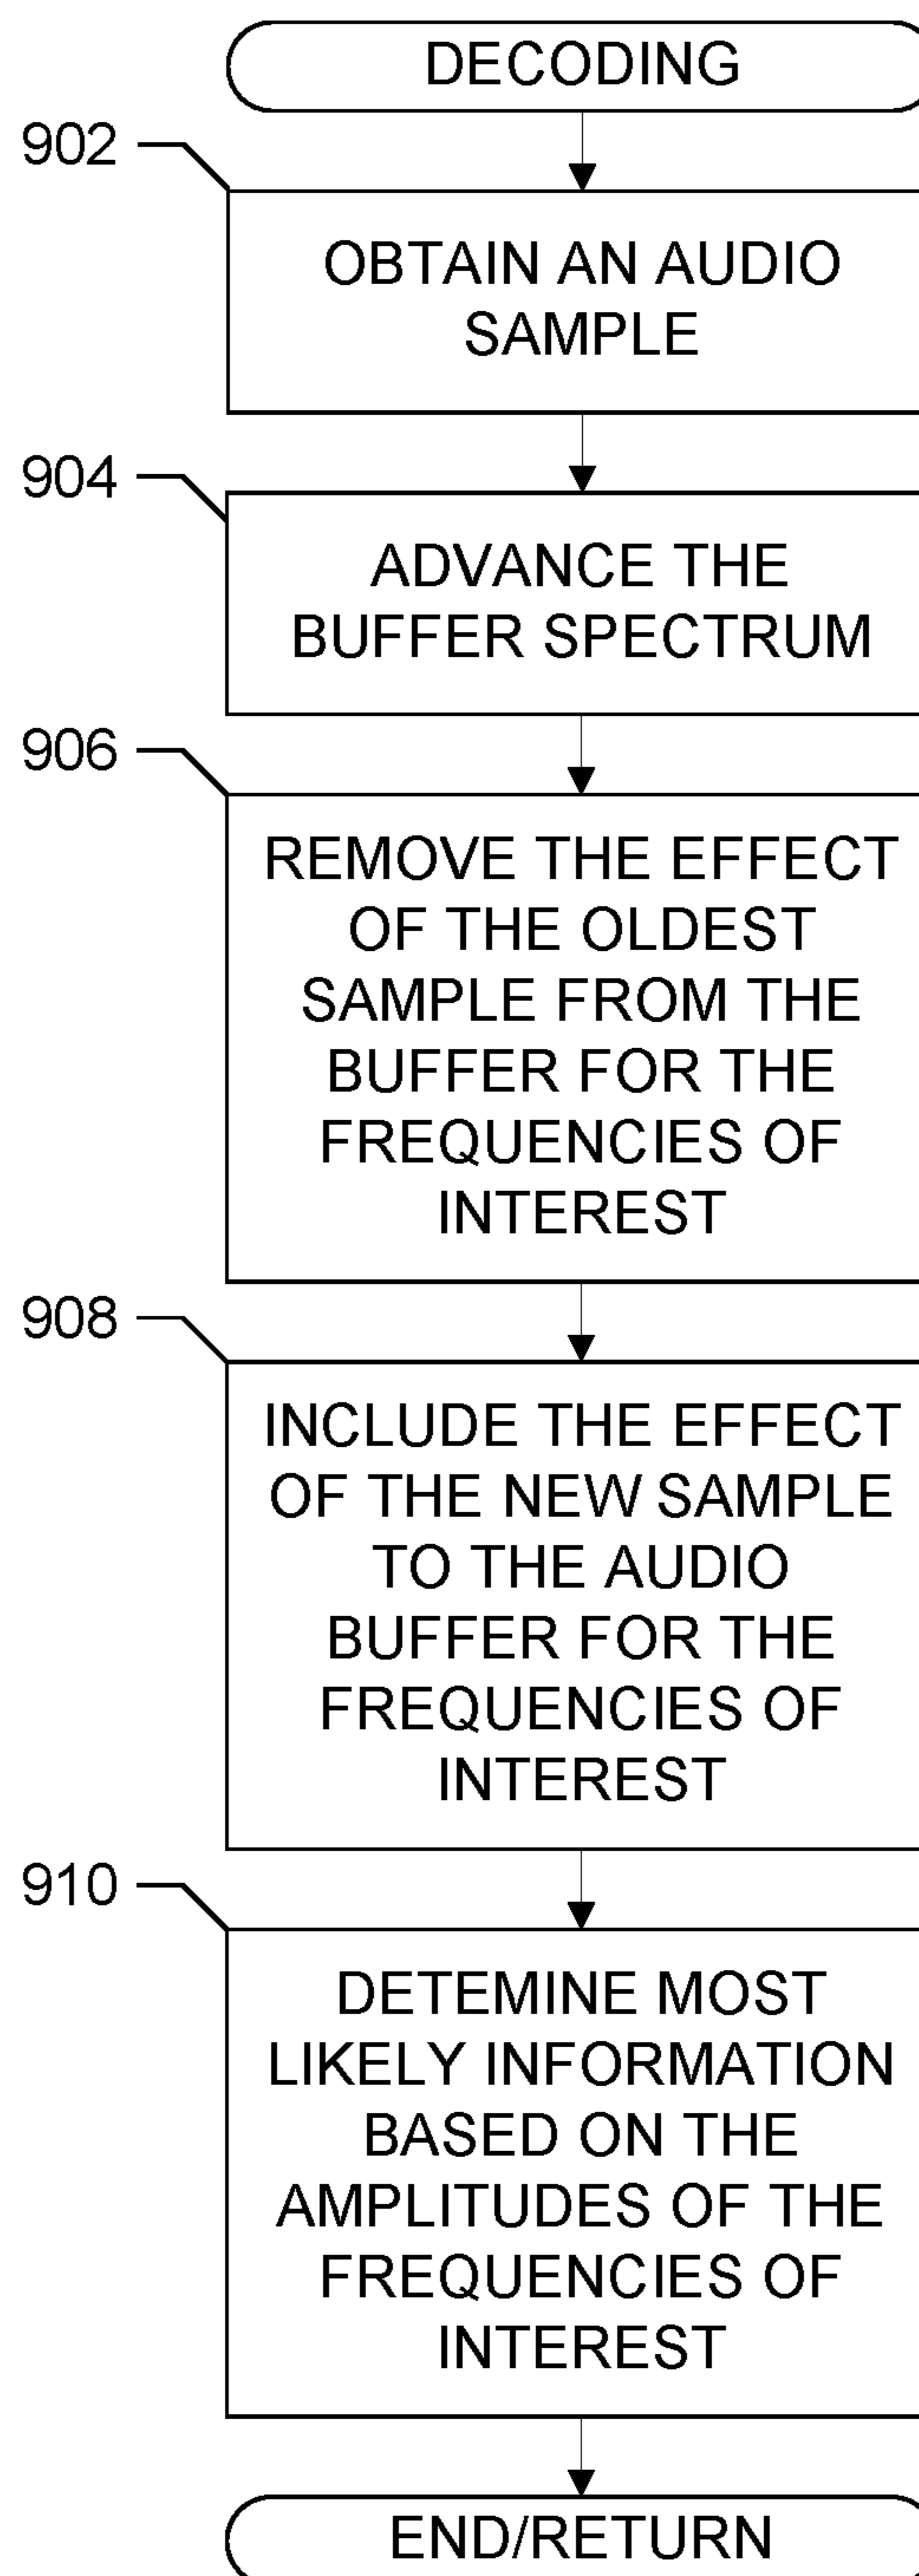 DECODING
902
OBTAIN AN AUDIO
SAMPLE
904
ADVANCE THE
BUFFER SPECTRUM
906
REMOVE THE EFFECT
OF THE OLDEST
SAMPLE FROM THE
BUFFER FOR THE
FREQUENCIES OF
INTEREST
908
INCLUDE THE EFFECT
OF THE NEW SAMPLE
TO THE AUDIO
BUFFER FOR THE
FREQUENCIES OF
INTEREST
910
DETEMINE MOST
LIKELY INFORMATION
BASED ON THE
AMPLITUDES OF THE
FREQUENCIES OF
INTEREST
END/RETURN